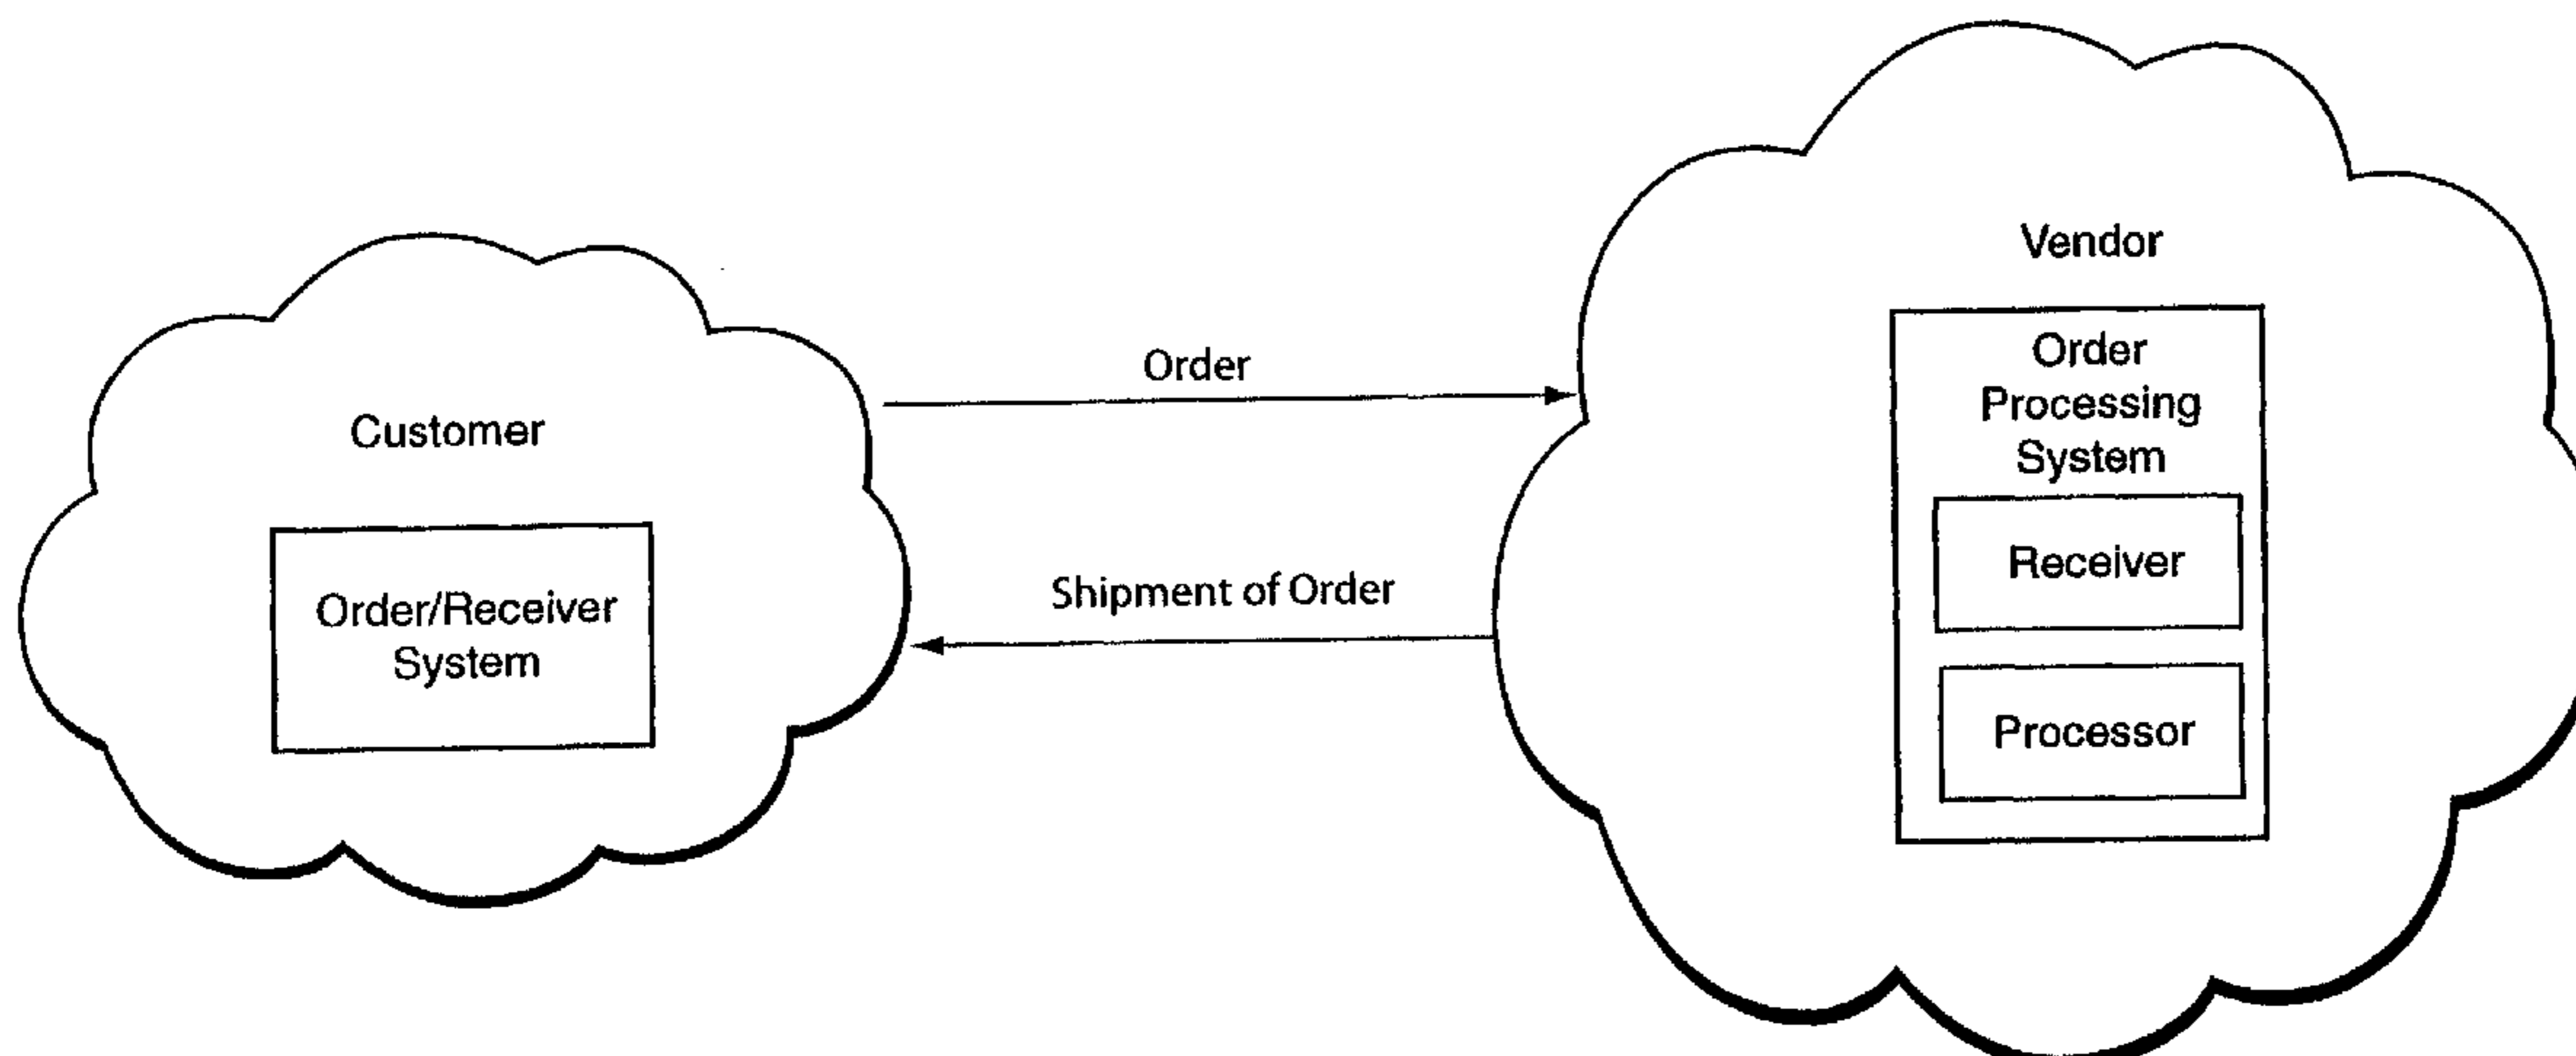 Customer
Order/Receiver
System
Order
Shipment of Order
Vendor
Order
Processing
System
Receiver
Processor